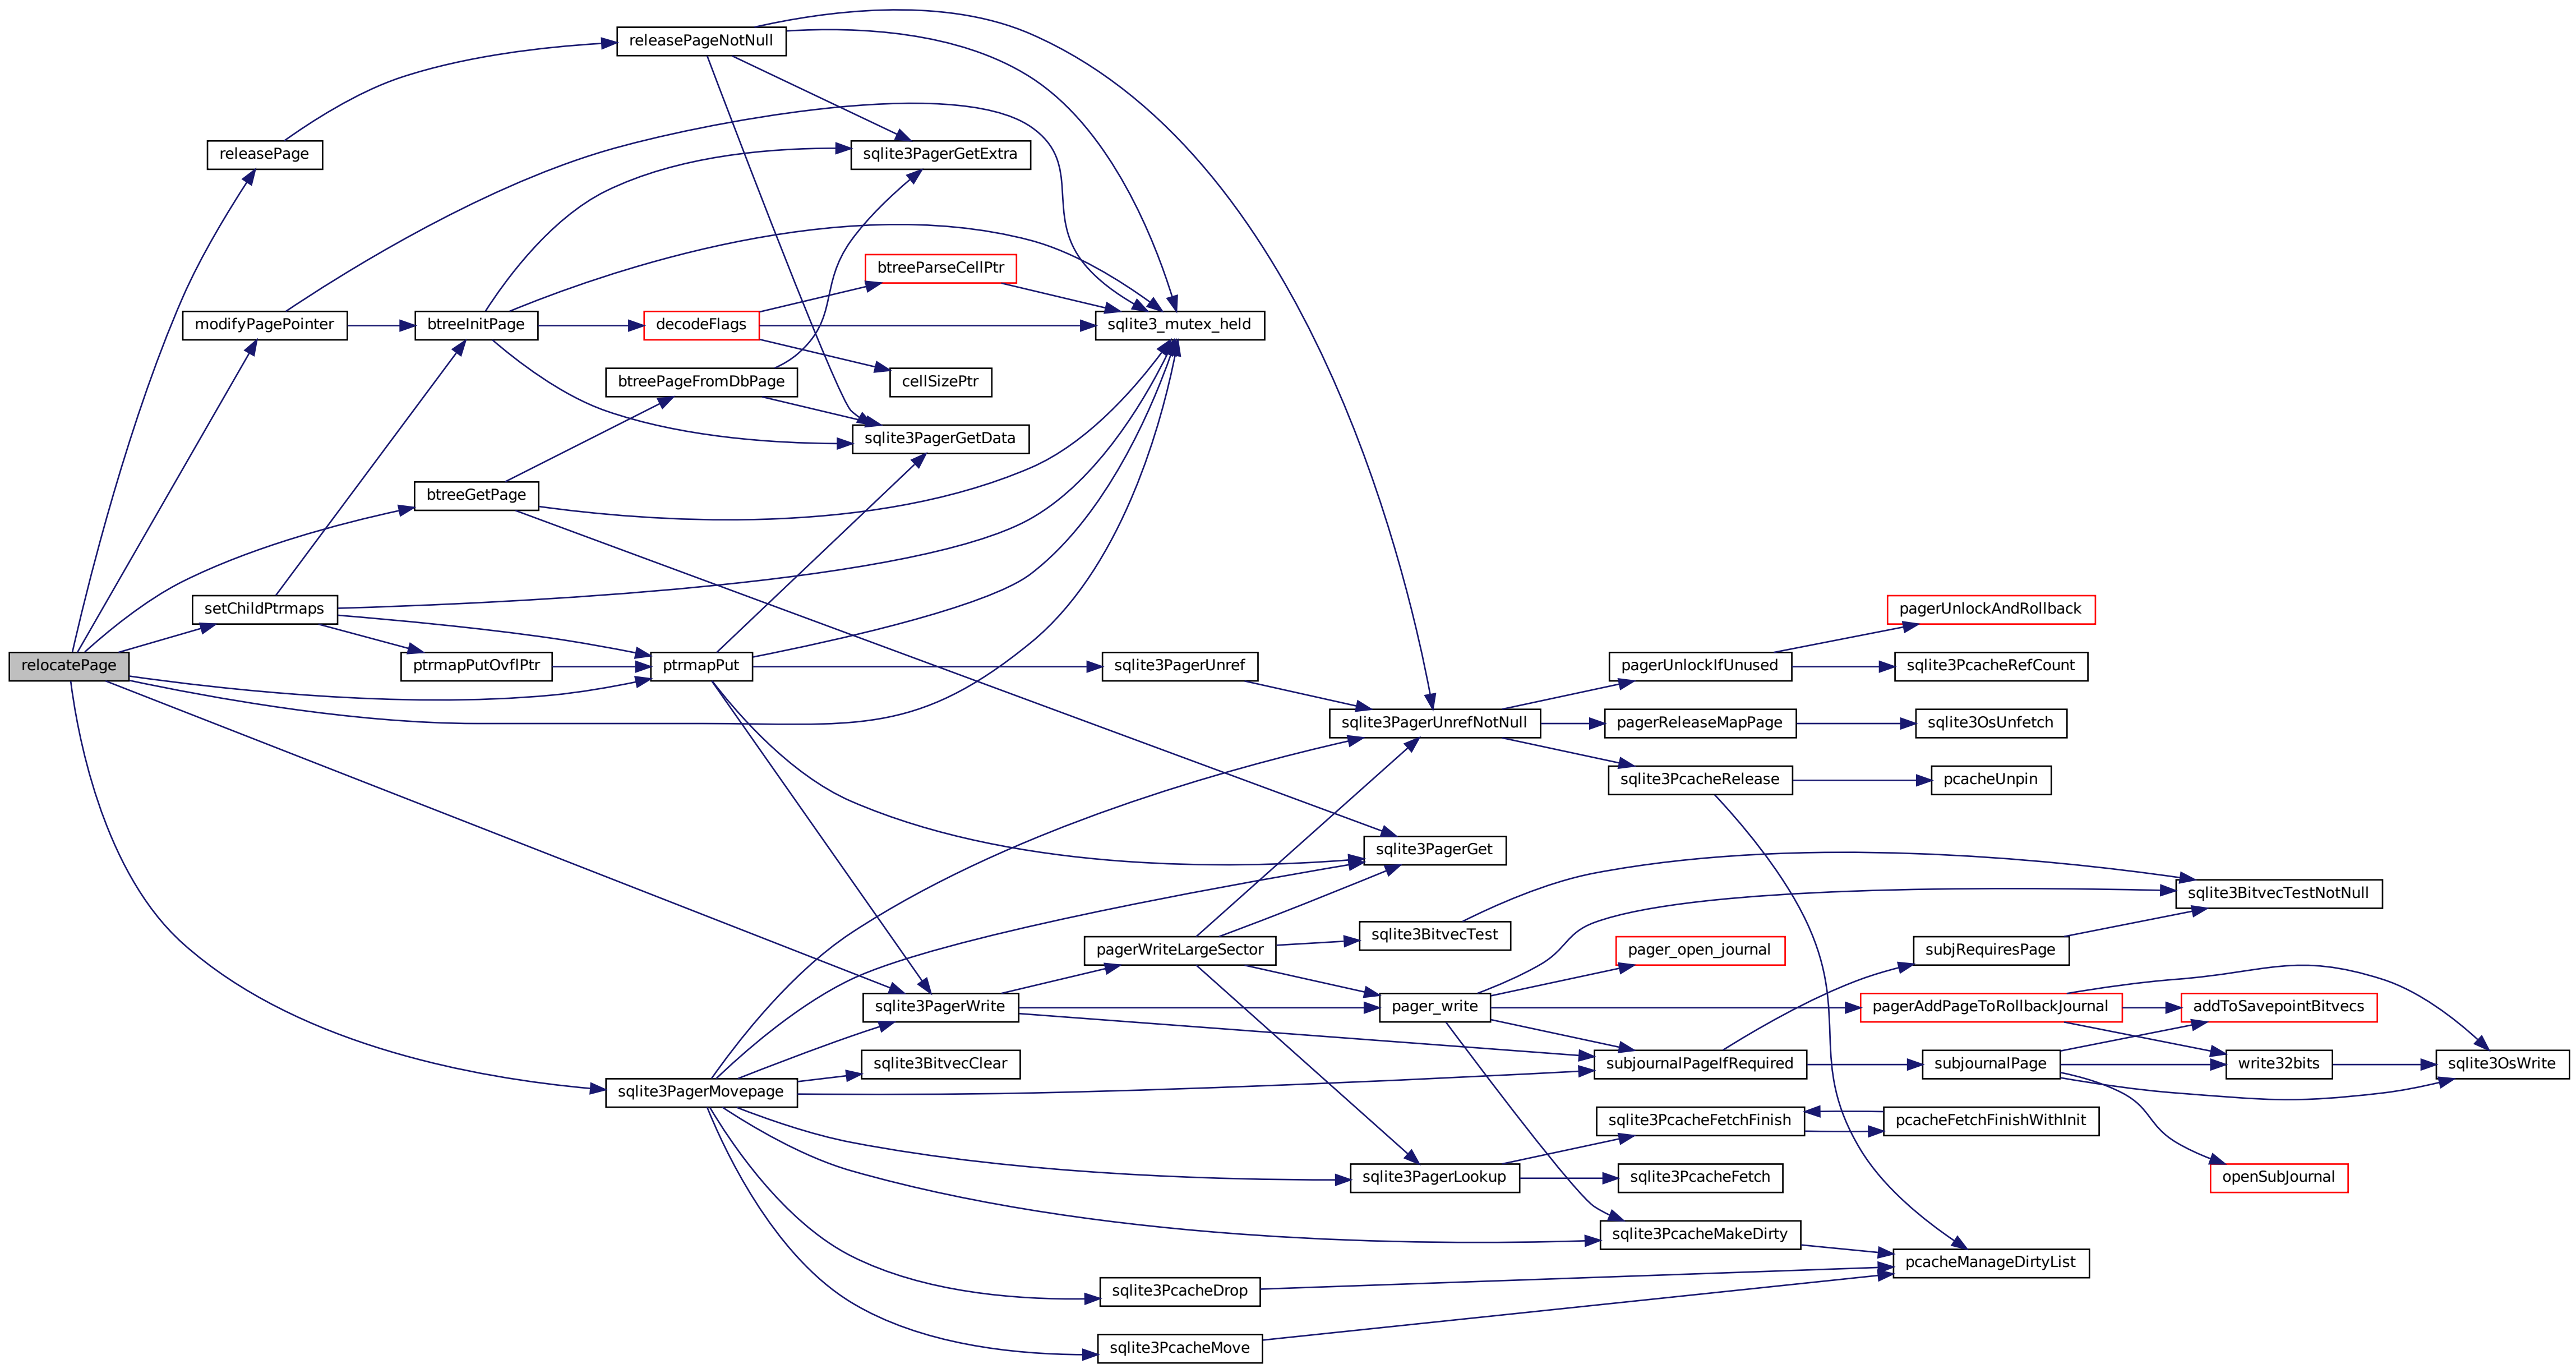 releasePageNotNull
releasePage
sqlite3PagerGetExtra
btreeParseCellPtr
modifyPagePointer
btreeInitPage
decodeFlags
sqlite3_mutex_held
btreePageFromDbPage
cellSizePtr
sqlite3PagerGetData
btreeGetPage
setChildPtrmaps
pagerUnlockAndRollback
relocatePage
ptrmapPutOvflPtr
ptrmapPut
sqlite3PagerUnref
pagerUnlockIfUnused
sqlite3PcacheRefCount
sqlite3PagerUnrefNotNull
pagerReleaseMapPage
sqlite3OsUnfetch
sqlite3PcacheRelease
pcacheUnpin
sqlite3PagerGet
sqlite3BitvecTestNotNull
sqlite3BitvecTest
pagerWriteLargeSector
pager_open_journal
subjRequiresPage
sqlite3PagerWrite
pager_write
pagerAddPageToRollbackJournal
addToSavepointBitvecs
sqlite3BitvecClear
subjournalPageIfRequired
subjournalPage
write32bits
sqlite3OsWrite
sqlite3PagerMovepage
sqlite3PcacheFetchFinish
pcacheFetchFinishWithInit
sqlite3PagerLookup
sqlite3PcacheFetch
openSubJournal
sqlite3PcacheMakeDirty
pcacheManageDirtyList
sqlite3PcacheDrop
sqlite3PcacheMove